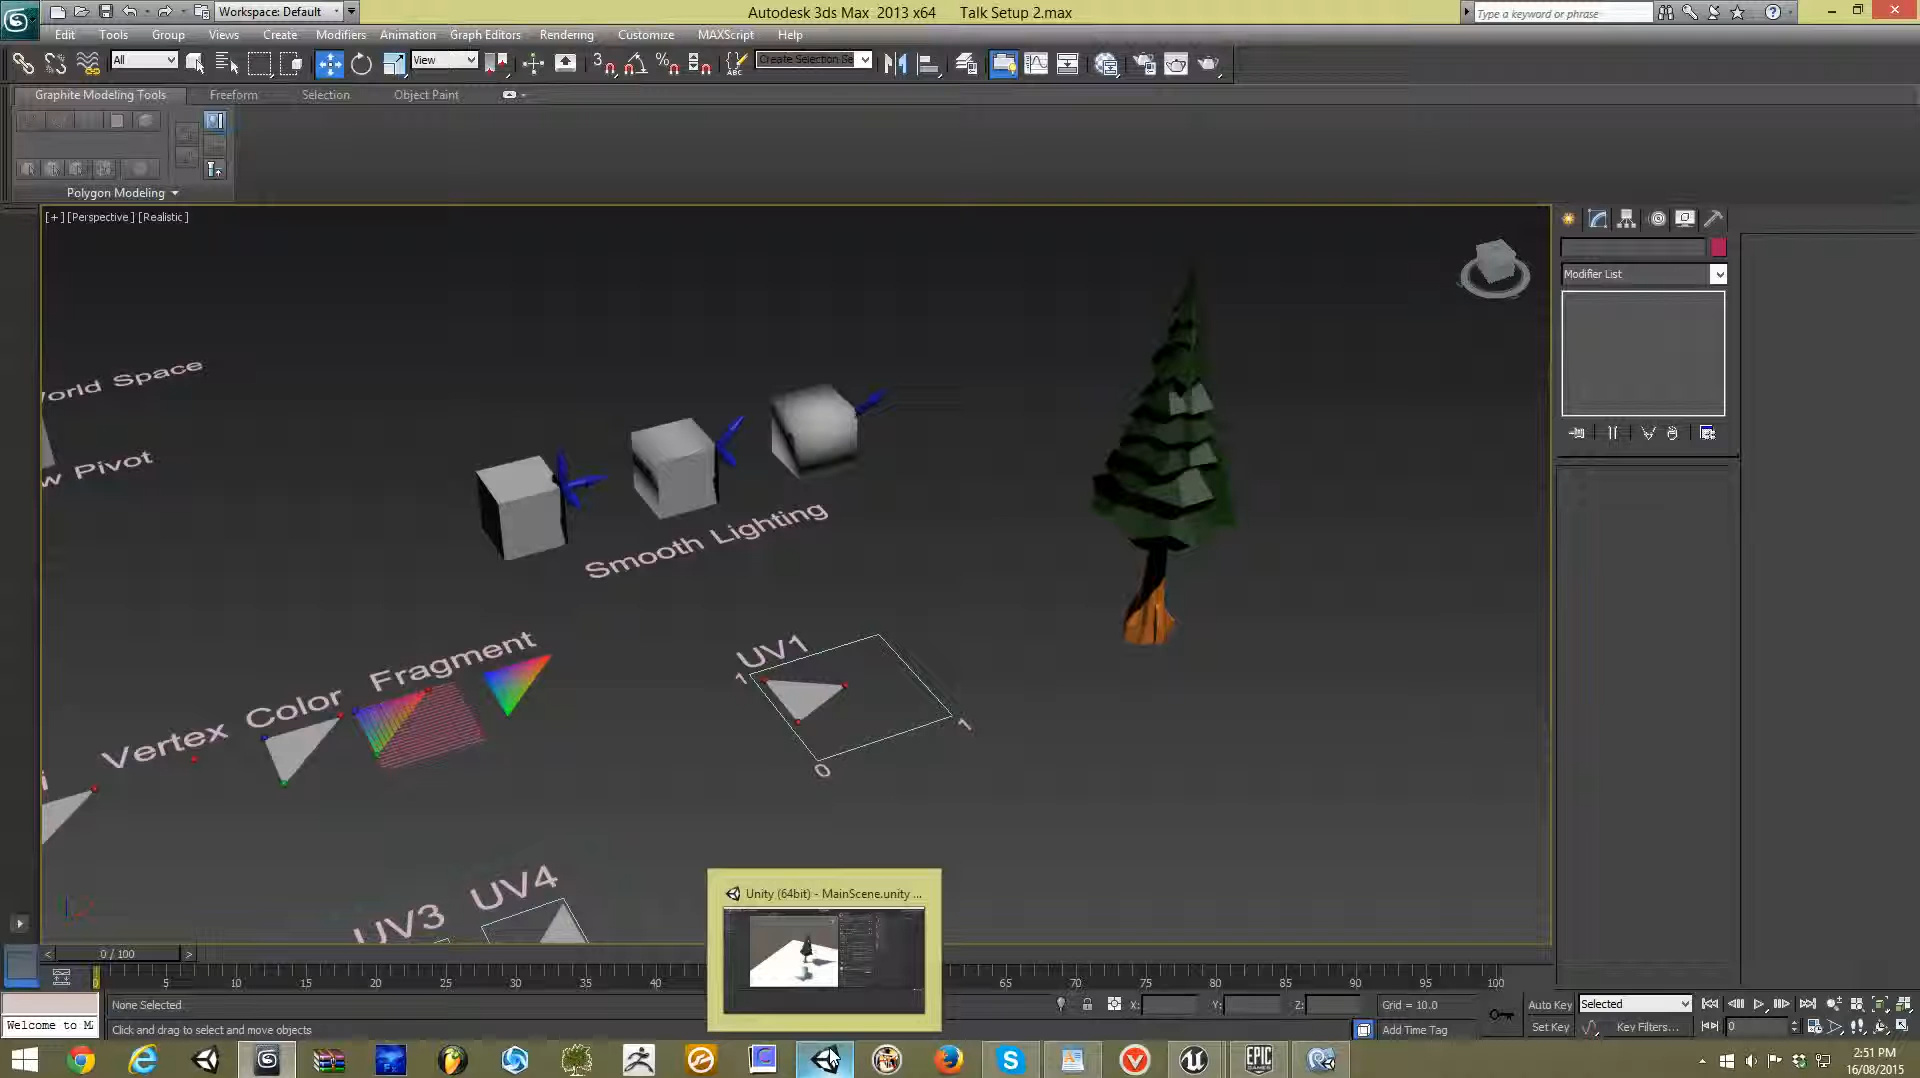 Workspace: Default
Autodesk 3ds Max 2013 x64 Talk Setup 2.max
Type a keyword or phrase
Edit Tools Group Views Create Modifiers Animation Graph Editors Rendering Customize MAXScript Help
All
View
Create Selection Se
Graphite Modeling Tools Freeform Selection Object Paint
Polygon Modeling
[+] [Perspective] [Realistic]
Modifier List
World Space
w Pivot
Smooth Lighting
Vertex Color Fragment
UV1
1
1
0
UV3 UV4
Unity (64bit) - MainScene.unity ...
0 / 100
5 10 15 20 25 30 35 40 65 70 75 80 85 90 95 100
None Selected
X: Y: Z: Grid = 10.0
Auto Key Selected
Welcome to M
Click and drag to select and move objects
Add Time Tag
Set Key Key Filters...
0
2:51 PM
16/08/2015